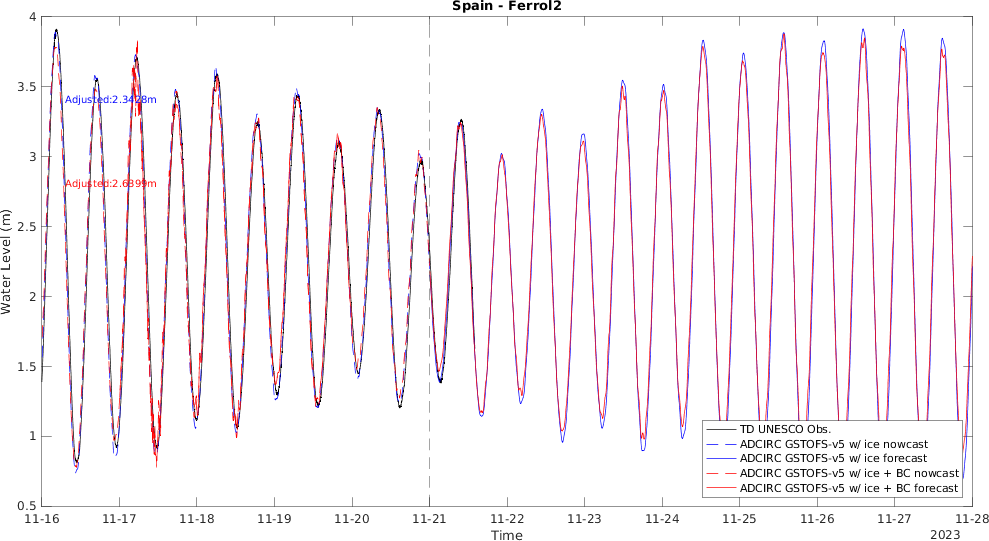 Spain - Ferrol2
4
3.5
3
2.5
2
1.5
1
0.5
Water Level (m)
Adjusted:2.3428m
Adjusted:2.6399m
TD UNESCO Obs.
ADCIRC GSTOFS-v5 w/ ice nowcast
ADCIRC GSTOFS-v5 w/ ice forecast
ADCIRC GSTOFS-v5 w/ ice + BC nowcast
ADCIRC GSTOFS-v5 w/ ice + BC forecast
11-16 11-17 11-18 11-19 11-20 11-21 11-22 11-23 11-24 11-25 11-26 11-27 11-28
Time
2023